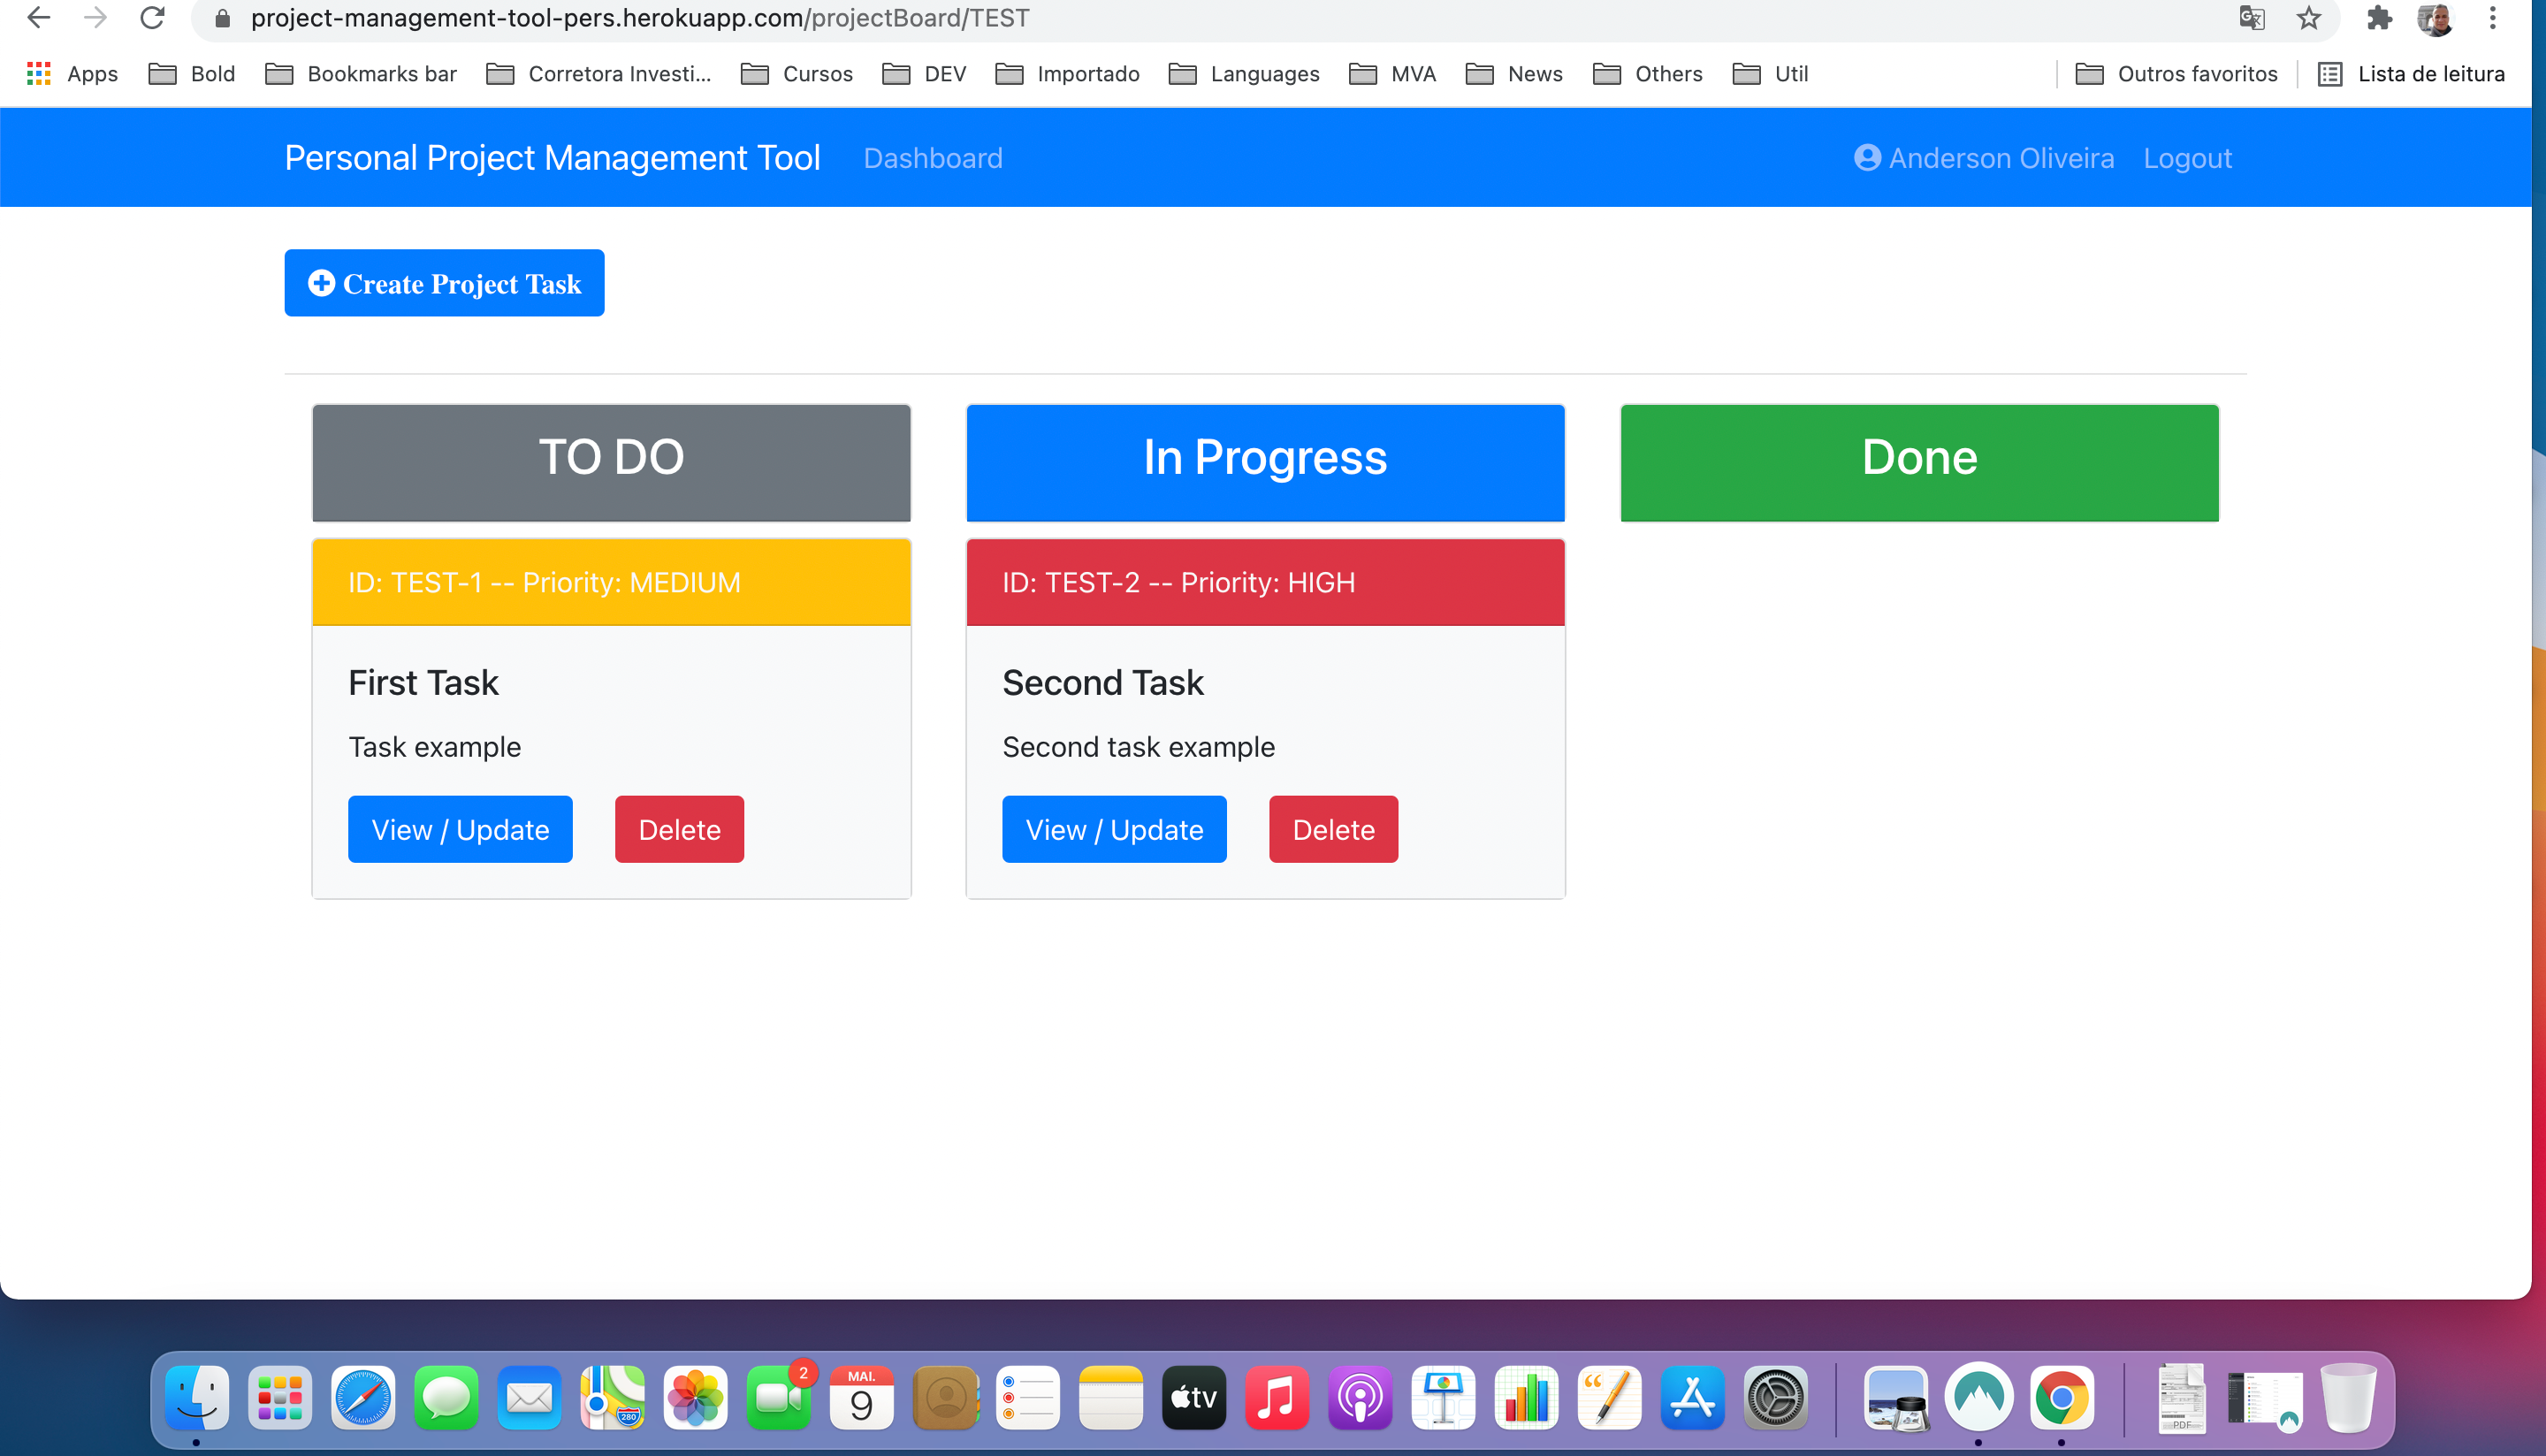 project-management-tool-pers.herokuapp.com/projectBoard/TEST
Apps Bold Bookmarks bar Corretora Investi... Cursos DEV Importado Languages MVA News Others Util Outros favoritos Lista de leitura
Personal Project Management Tool Dashboard Anderson Oliveira Logout
Create Project Task
TO DO In Progress Done
ID: TEST-1 -- Priority: MEDIUM
First Task
Task example
View / Update Delete
ID: TEST-2 -- Priority: HIGH
Second Task
Second task example
View / Update Delete
280
2
MAI.
9
tv
PDF